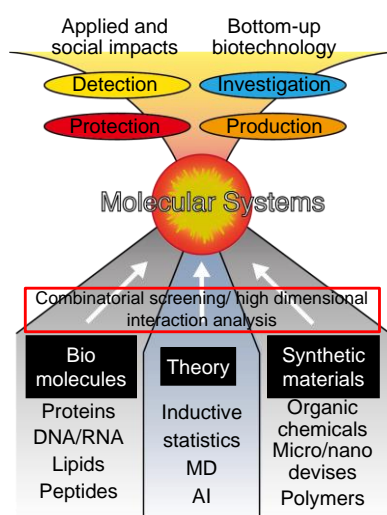 Applied and
social impacts
Bottom-up
biotechnology
Detection
Investigation
Protection
Production
Molecular Systems
Combinatorial screening/ high dimensional
interaction analysis
Bio
molecules
Proteins
DNA/RNA
Lipids
Peptides
Theory
Inductive
statistics
MD
AI
Synthetic
materials
Organic
chemicals
Micro/nano
devises
Polymers